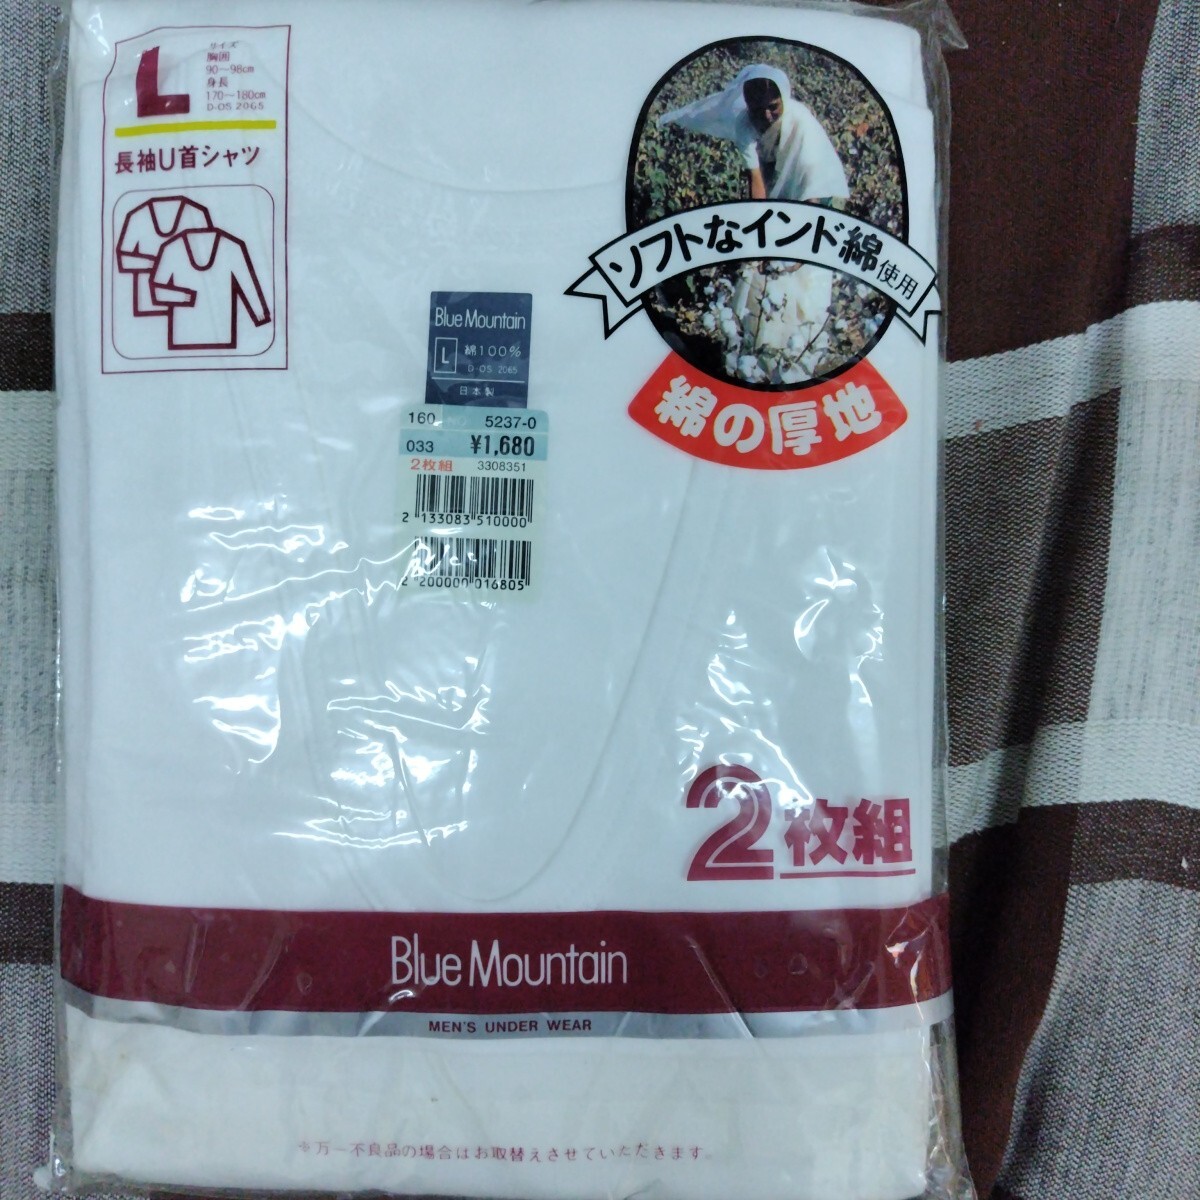 L
サイズ
胸囲
90〜98cm
身長
170〜180cm
D-OS 2065
長袖U首シャツ
ソフトなインド綿使用
綿の厚地
Blue Mountain
L
綿100%
D-OS 2065
日本製
160
5237-0
033
¥1,680
2枚組
3308351
2 133083 510000
2 200000 016805
2枚組
Blue Mountain
MEN'S UNDER WEAR
※万一不良品の場合はお取替えさせていただきます。